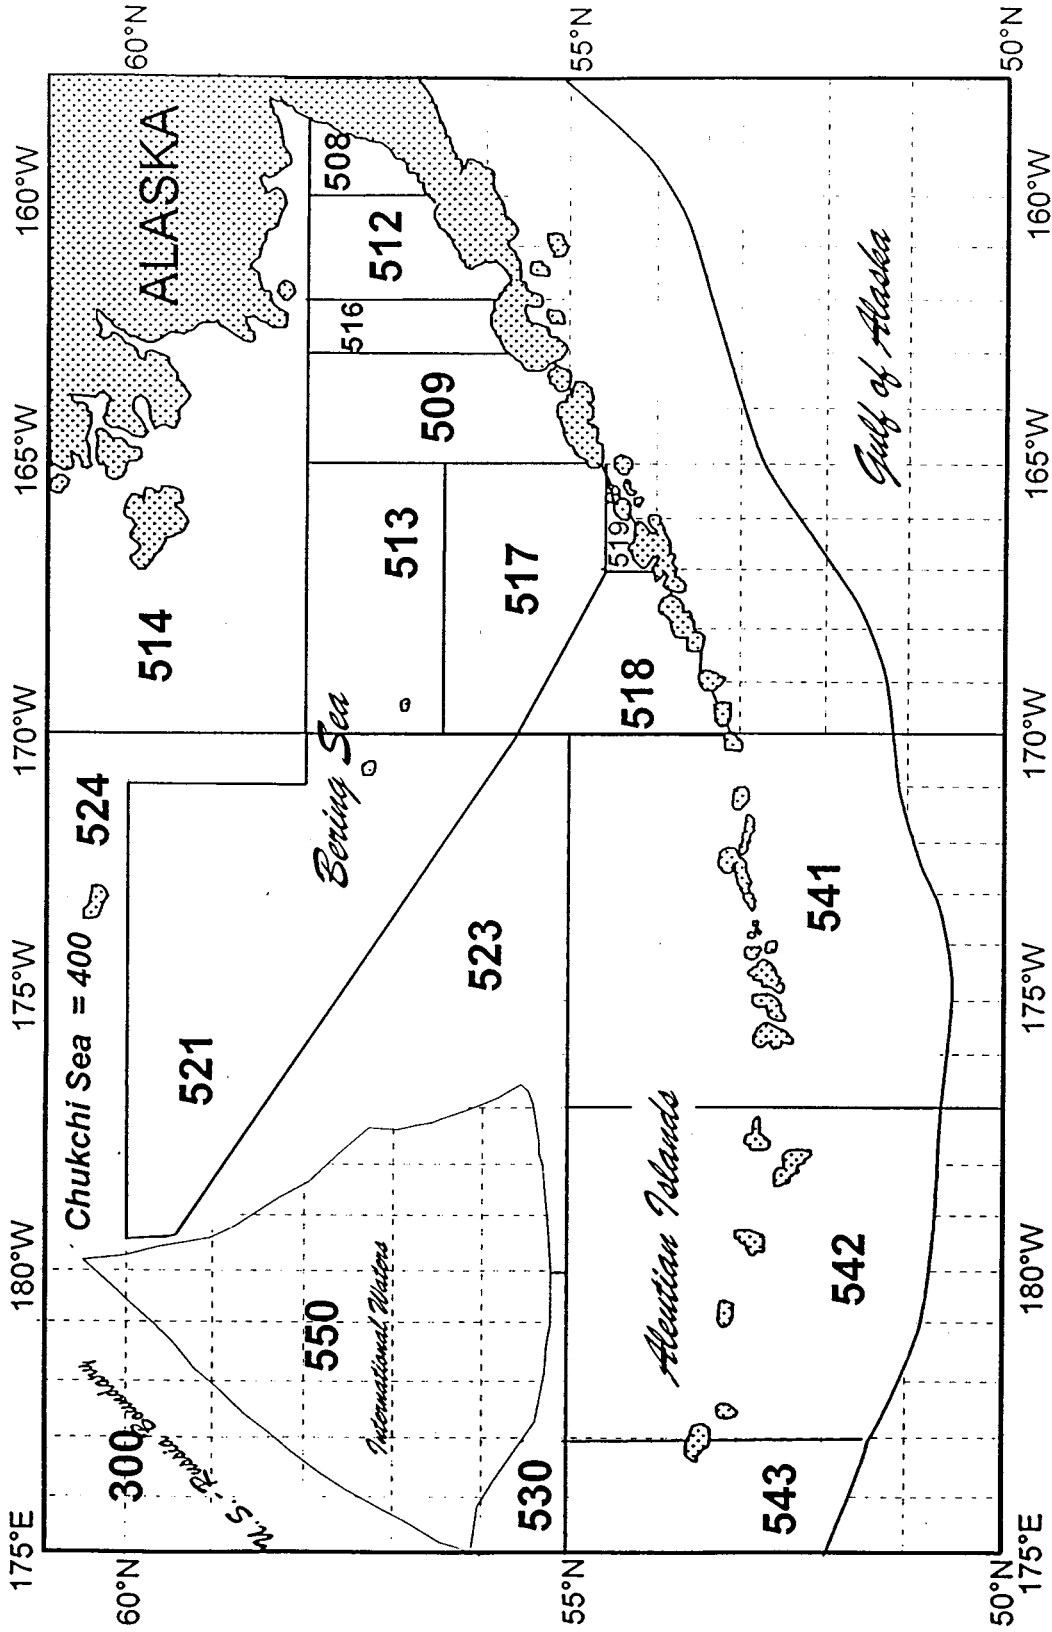 175°E
180°W
175°W
170°W
165°W
160°W
60°N
60°N
Chukchi Sea = 400
524
ALASKA
300
U.S.-Russia Boundary
521
514
550
International Waters
Bering Sea
508
512
516
509
513
523
517
530
55°N
55°N
519
518
Aleutian Islands
543
542
541
Gulf of Alaska
50°N
50°N
175°E
180°W
175°W
170°W
165°W
160°W